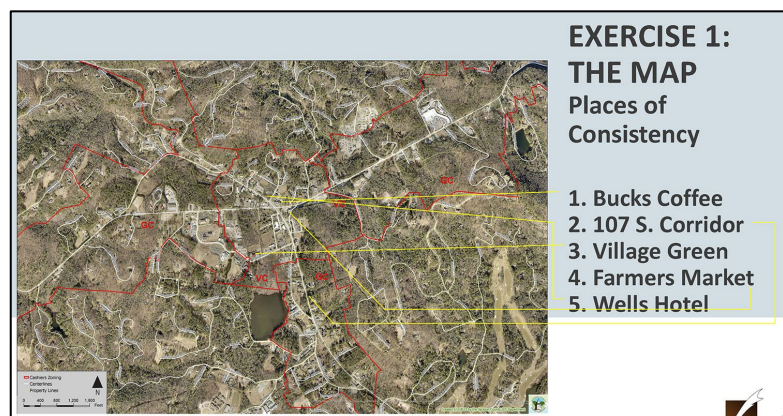 EXERCISE 1:
THE MAP
Places of
Consistency
1. Bucks Coffee
2. 107 S. Corridor
3. Village Green
4. Farmers Market
5. Wells Hotel
GC
GC
VC
Cashiers Zoning
Centerlines
Property Lines
N
0 400 800 1,200 1,600
Feet